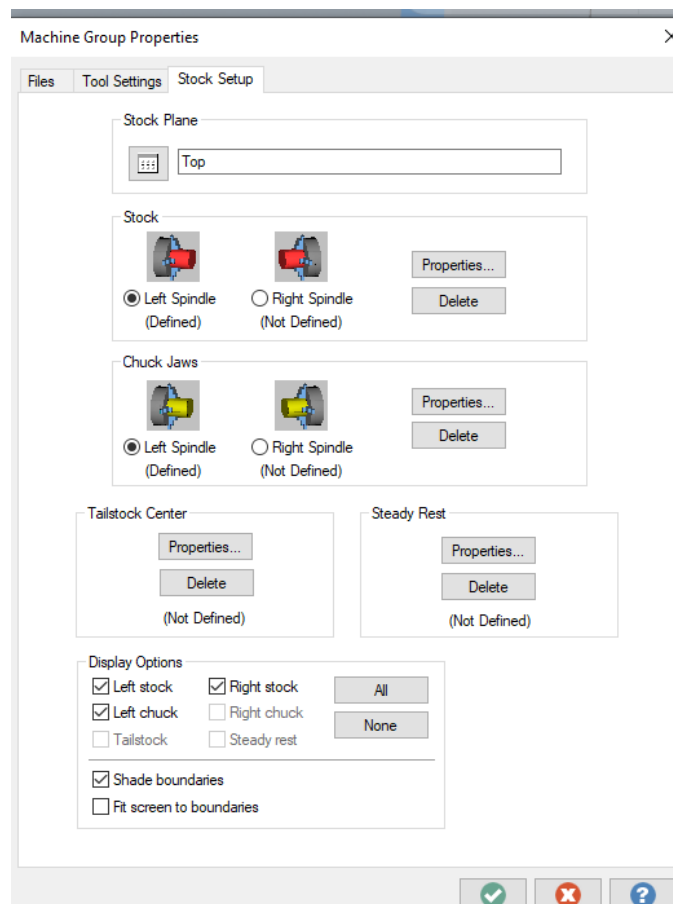 Machine Group Properties
Files Tool Settings Stock Setup
Stock Plane
Top
Stock
Left Spindle Right Spindle Properties...
(Defined) (Not Defined) Delete
Chuck Jaws
Left Spindle Right Spindle Properties...
(Defined) (Not Defined) Delete
Tailstock Center
Properties...
Delete
(Not Defined)
Steady Rest
Properties...
Delete
(Not Defined)
Display Options
Left stock Right stock All
Left chuck Right chuck None
Tailstock Steady rest
Shade boundaries
Fit screen to boundaries
?